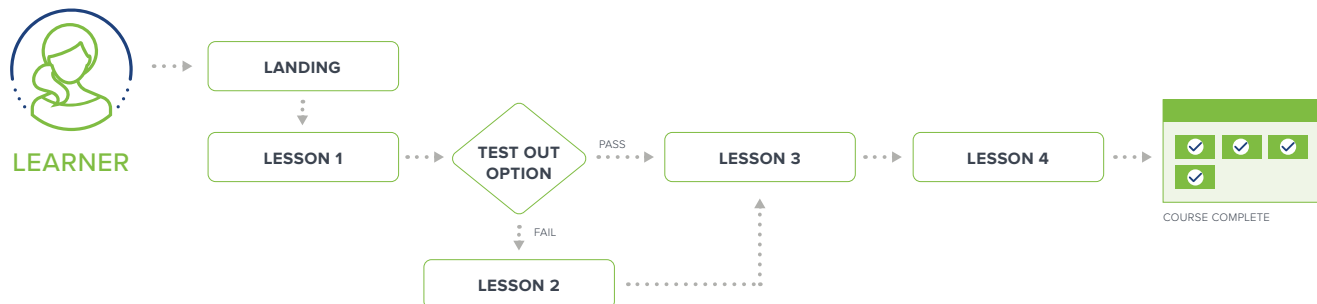 LEARNER
LANDING
LESSON 1
TEST OUT
OPTION
PASS
FAIL
LESSON 2
LESSON 3
LESSON 4
COURSE COMPLETE